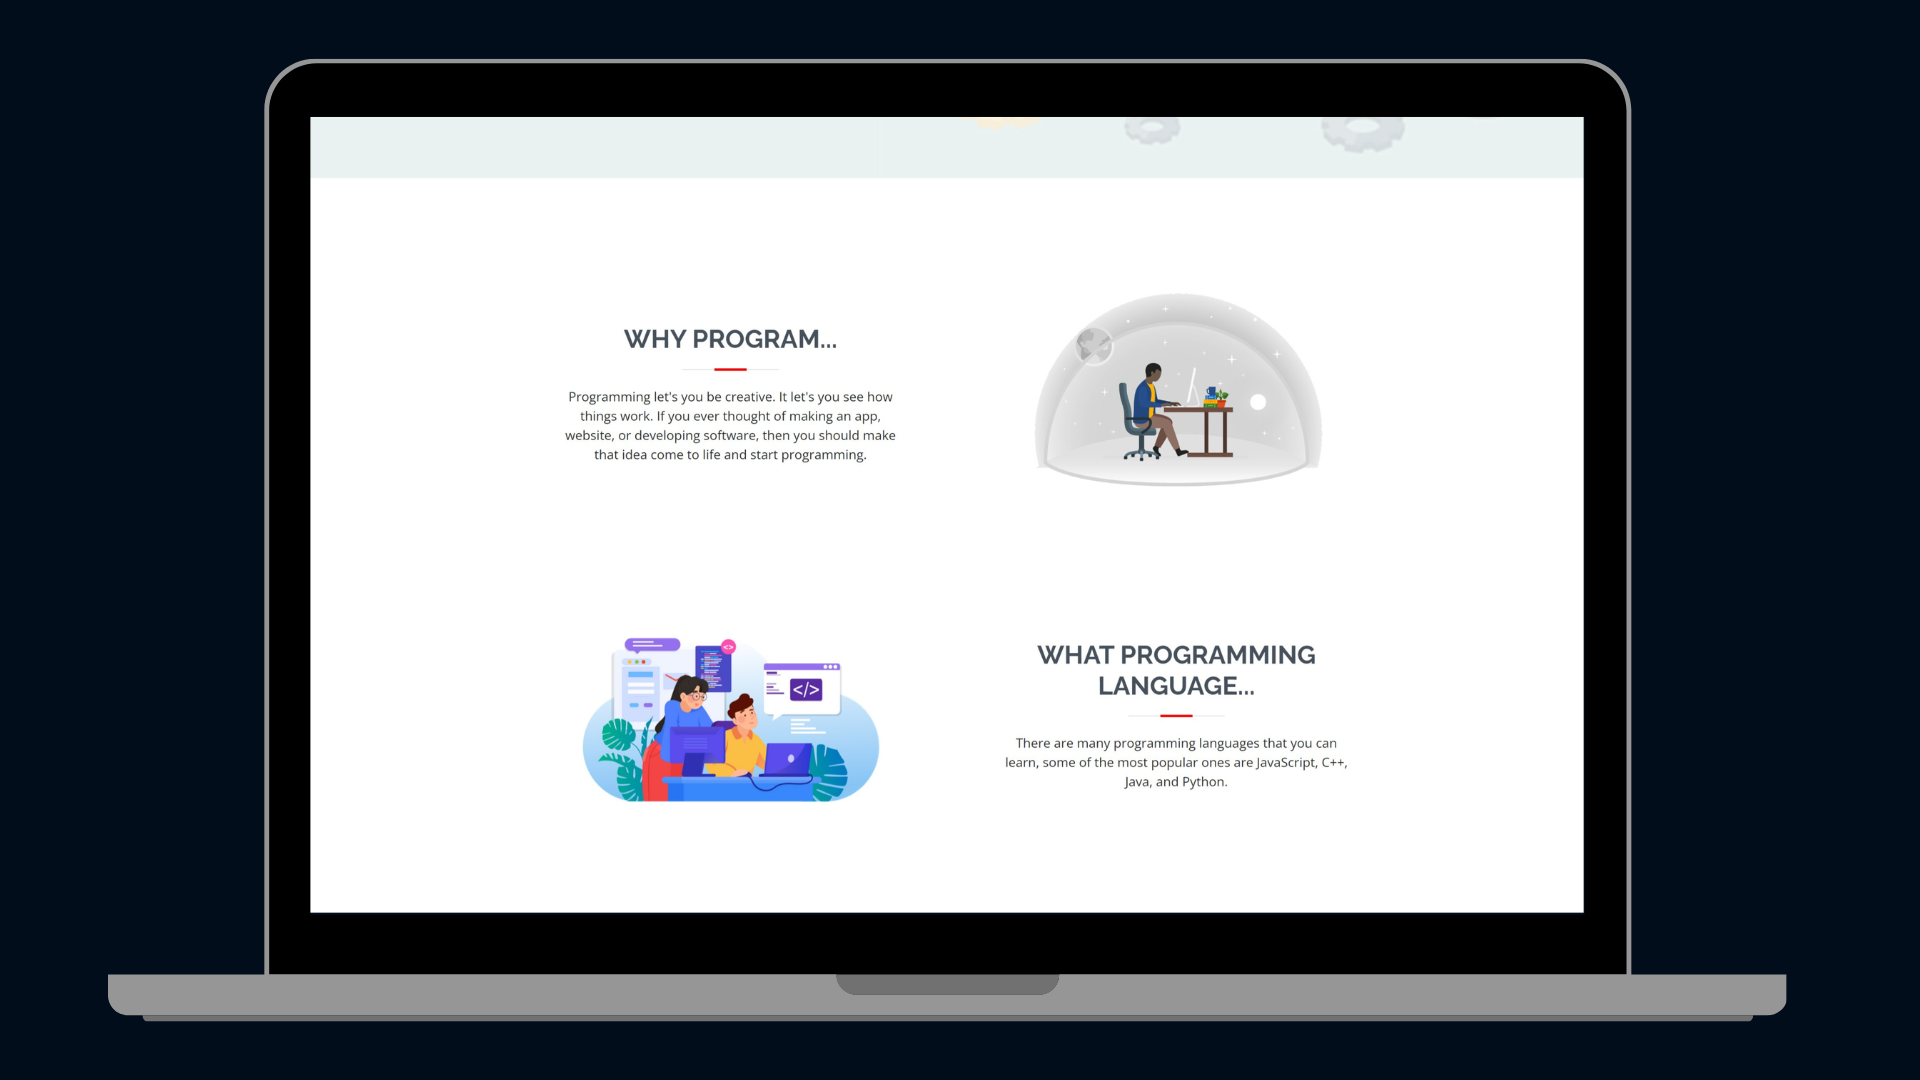 WHY PROGRAM...
Programming let's you be creative. It let's you see how
things work. If you ever thought of making an app,
website, or developing software, then you should make
that idea come to life and start programming.
</>
WHAT PROGRAMMING
LANGUAGE...
There are many programming languages that you can
learn, some of the most popular ones are JavaScript, C++,
Java, and Python.